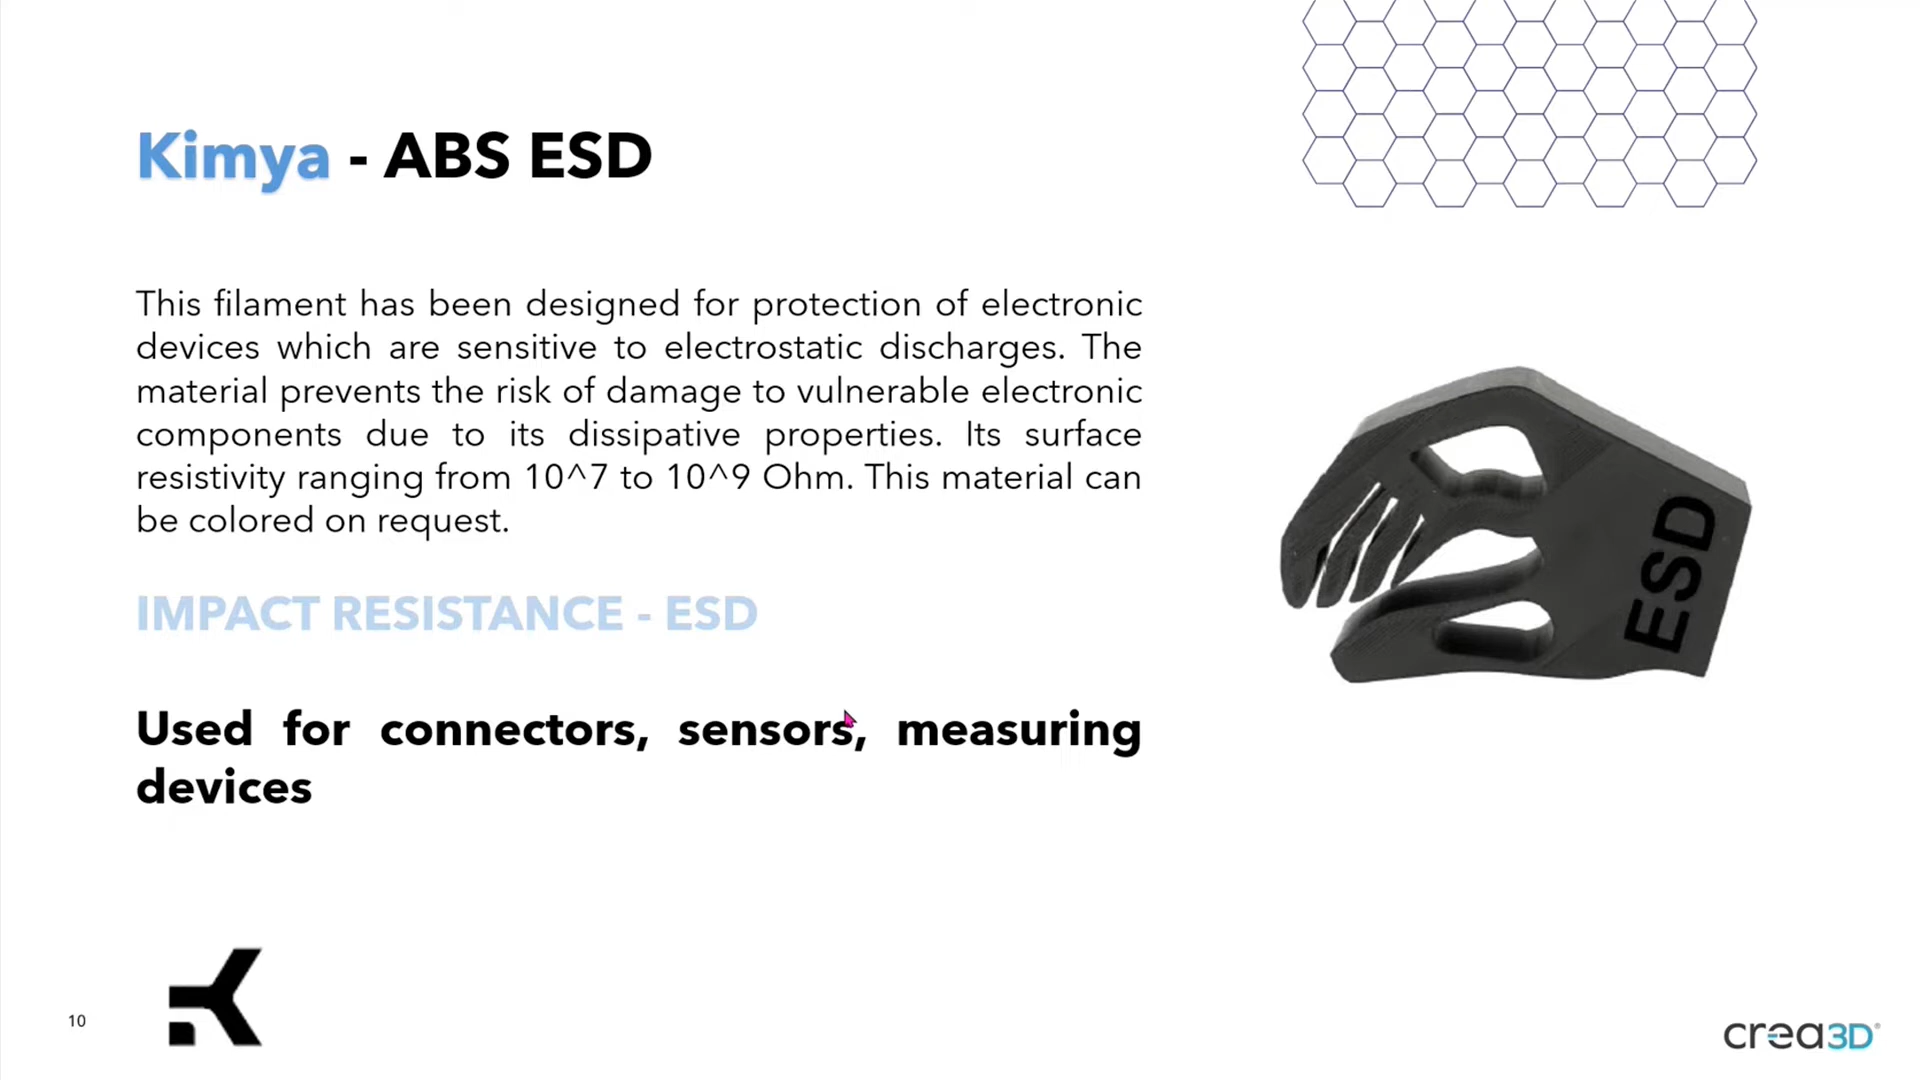 Kimya - ABS ESD
This filament has been designed for protection of electronic
devices which are sensitive to electrostatic discharges. The
material prevents the risk of damage to vulnerable electronic
components due to its dissipative properties. Its surface
resistivity ranging from 10^7 to 10^9 Ohm. This material can
be colored on request.
ESD
IMPACT RESISTANCE - ESD
Used for connectors, sensors, measuring
devices
10
crea3D®